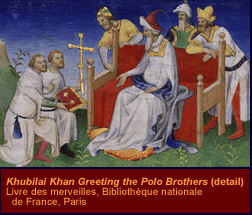 Khubilai Khan Greeting the Polo Brothers (detail)
Livre des merveilles, Bibliothèque nationale
de France, Paris